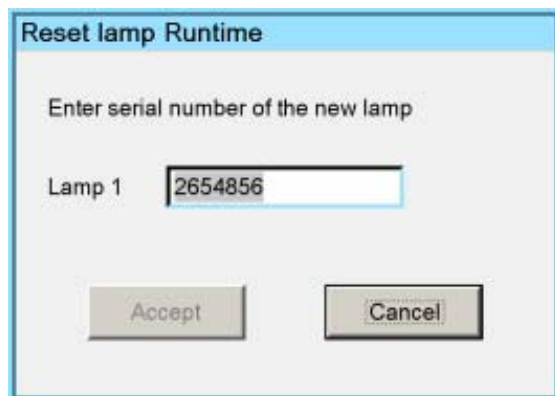 Reset lamp Runtime
Enter serial number of the new lamp
Lamp 1 2654856
Accept Cancel